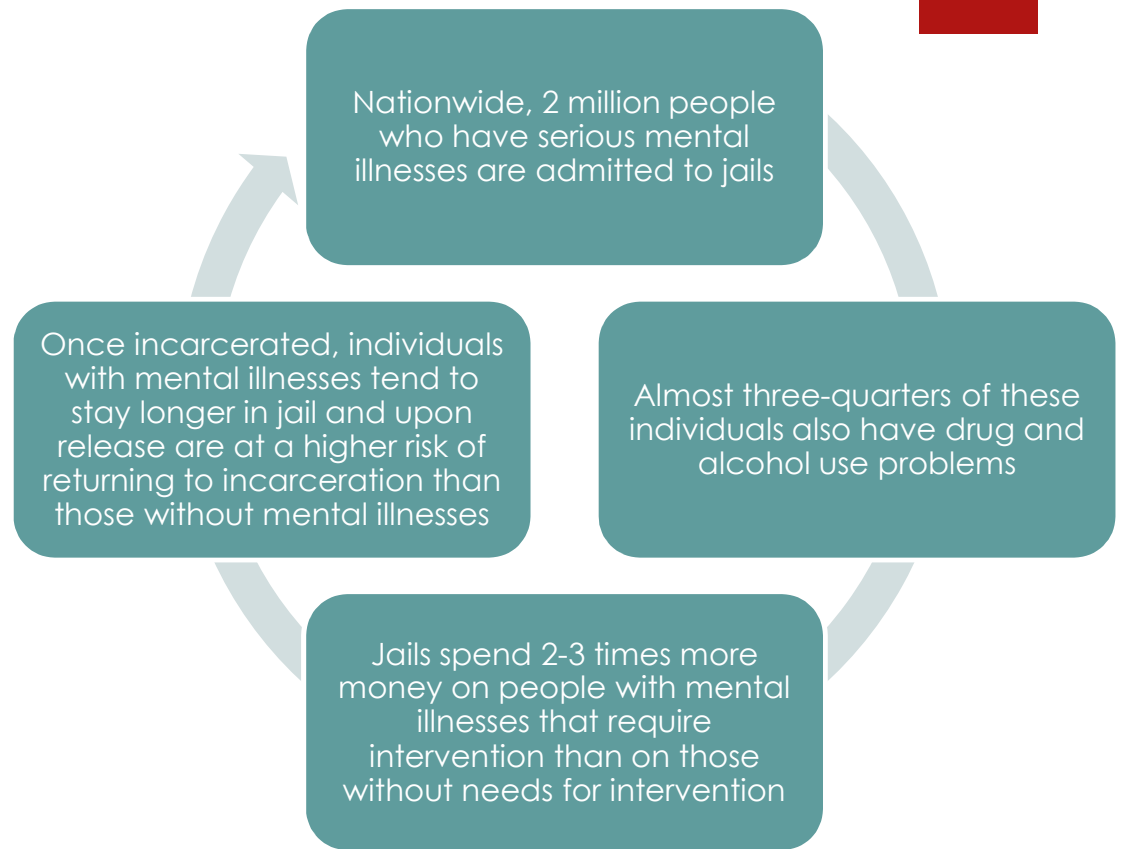 Nationwide, 2 million people
who have serious mental
illnesses are admitted to jails
Almost three-quarters of these
individuals also have drug and
alcohol use problems
Jails spend 2-3 times more
money on people with mental
illnesses that require
intervention than on those
without needs for intervention
Once incarcerated, individuals
with mental illnesses tend to
stay longer in jail and upon
release are at a higher risk of
returning to incarceration than
those without mental illnesses